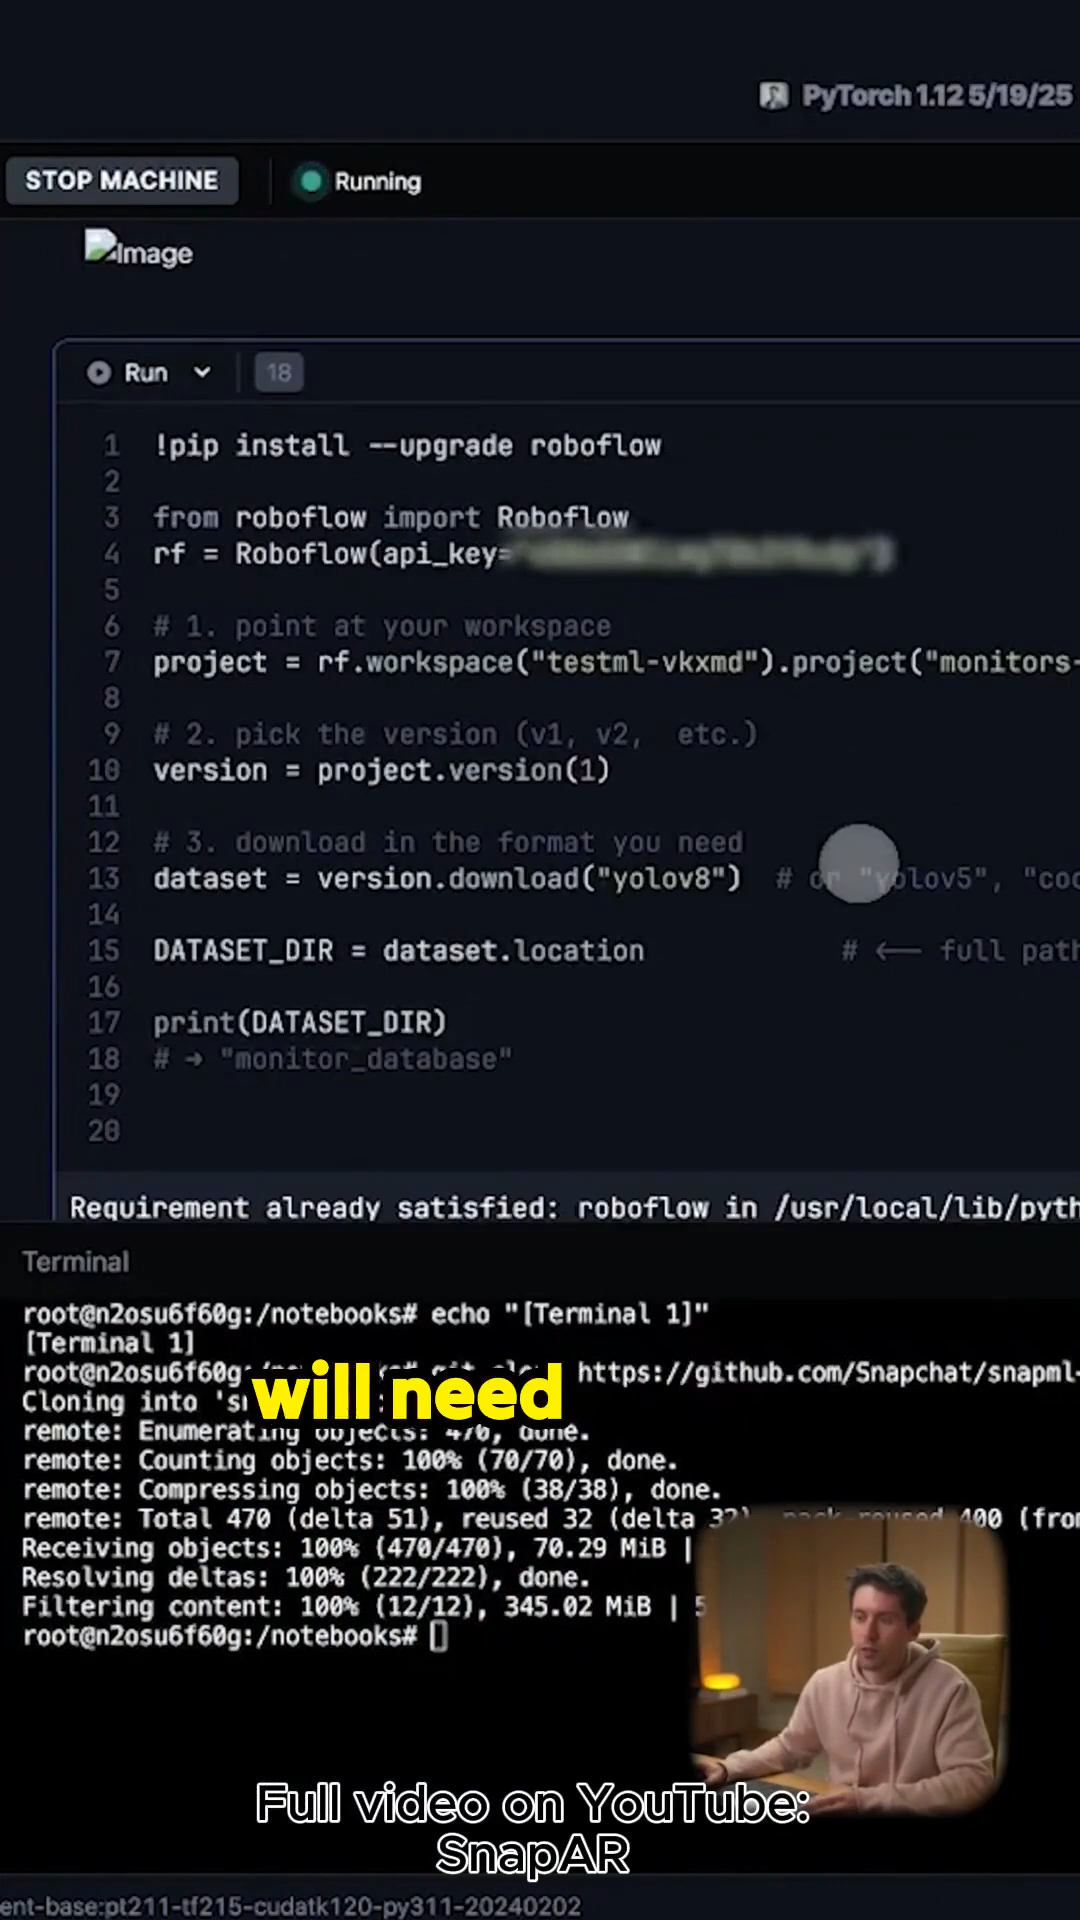 PyTorch 1.12 5/19/25
STOP MACHINE
Running
Image
Run
18
1 !pip install --upgrade roboflow
2
3 from roboflow import Roboflow
4 rf = Roboflow(api_key=
5
6 # 1. point at your workspace
7 project = rf.workspace("testml-vkxmd").project("monitors-
8
9 # 2. pick the version (v1, v2, etc.)
10 version = project.version(1)
11
12 # 3. download in the format you need
13 dataset = version.download("yolov8") # or "yolov5", "coc
14
15 DATASET_DIR = dataset.location # <-- full path
16
17 print(DATASET_DIR)
18 # → "monitor_database"
19
20
Requirement already satisfied: roboflow in /usr/local/lib/pyth
Terminal
root@n2osu6f60g:/notebooks# echo "[Terminal 1]"
[Terminal 1]
root@n2osu6f60g: https://github.com/Snapchat/snapml-
Cloning into
will need
remote: Enumerating objects: 470, done.
remote: Counting objects: 100% (70/70), done.
remote: Compressing objects: 100% (38/38), done.
remote: Total 470 (delta 51), reused 32 (delta 32), pack-reused 400 (from
Receiving objects: 100% (470/470), 70.29 MiB |
Resolving deltas: 100% (222/222), done.
Filtering content: 100% (12/12), 345.02 MiB | 5
root@n2osu6f60g:/notebooks#
Full video on YouTube:
SnapAR
ent-base:pt211-tf215-cudatk120-py311-20240202